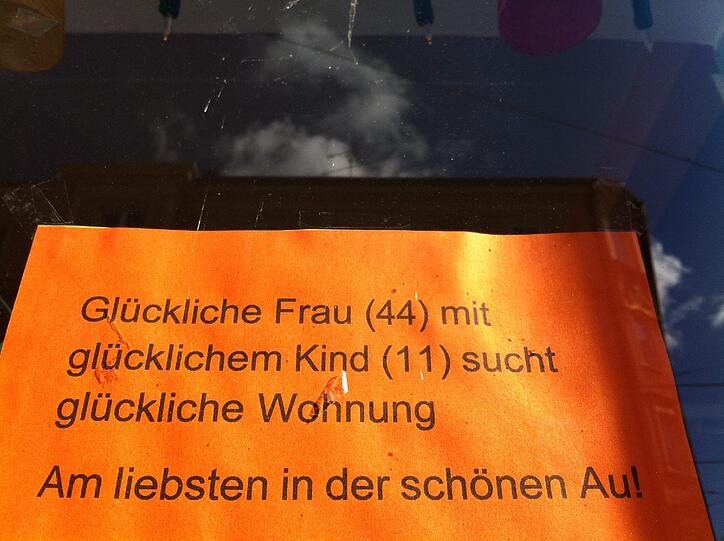 Glückliche Frau (44) mit
glücklichem Kind (11) sucht
glückliche Wohnung
Am liebsten in der schönen Au!